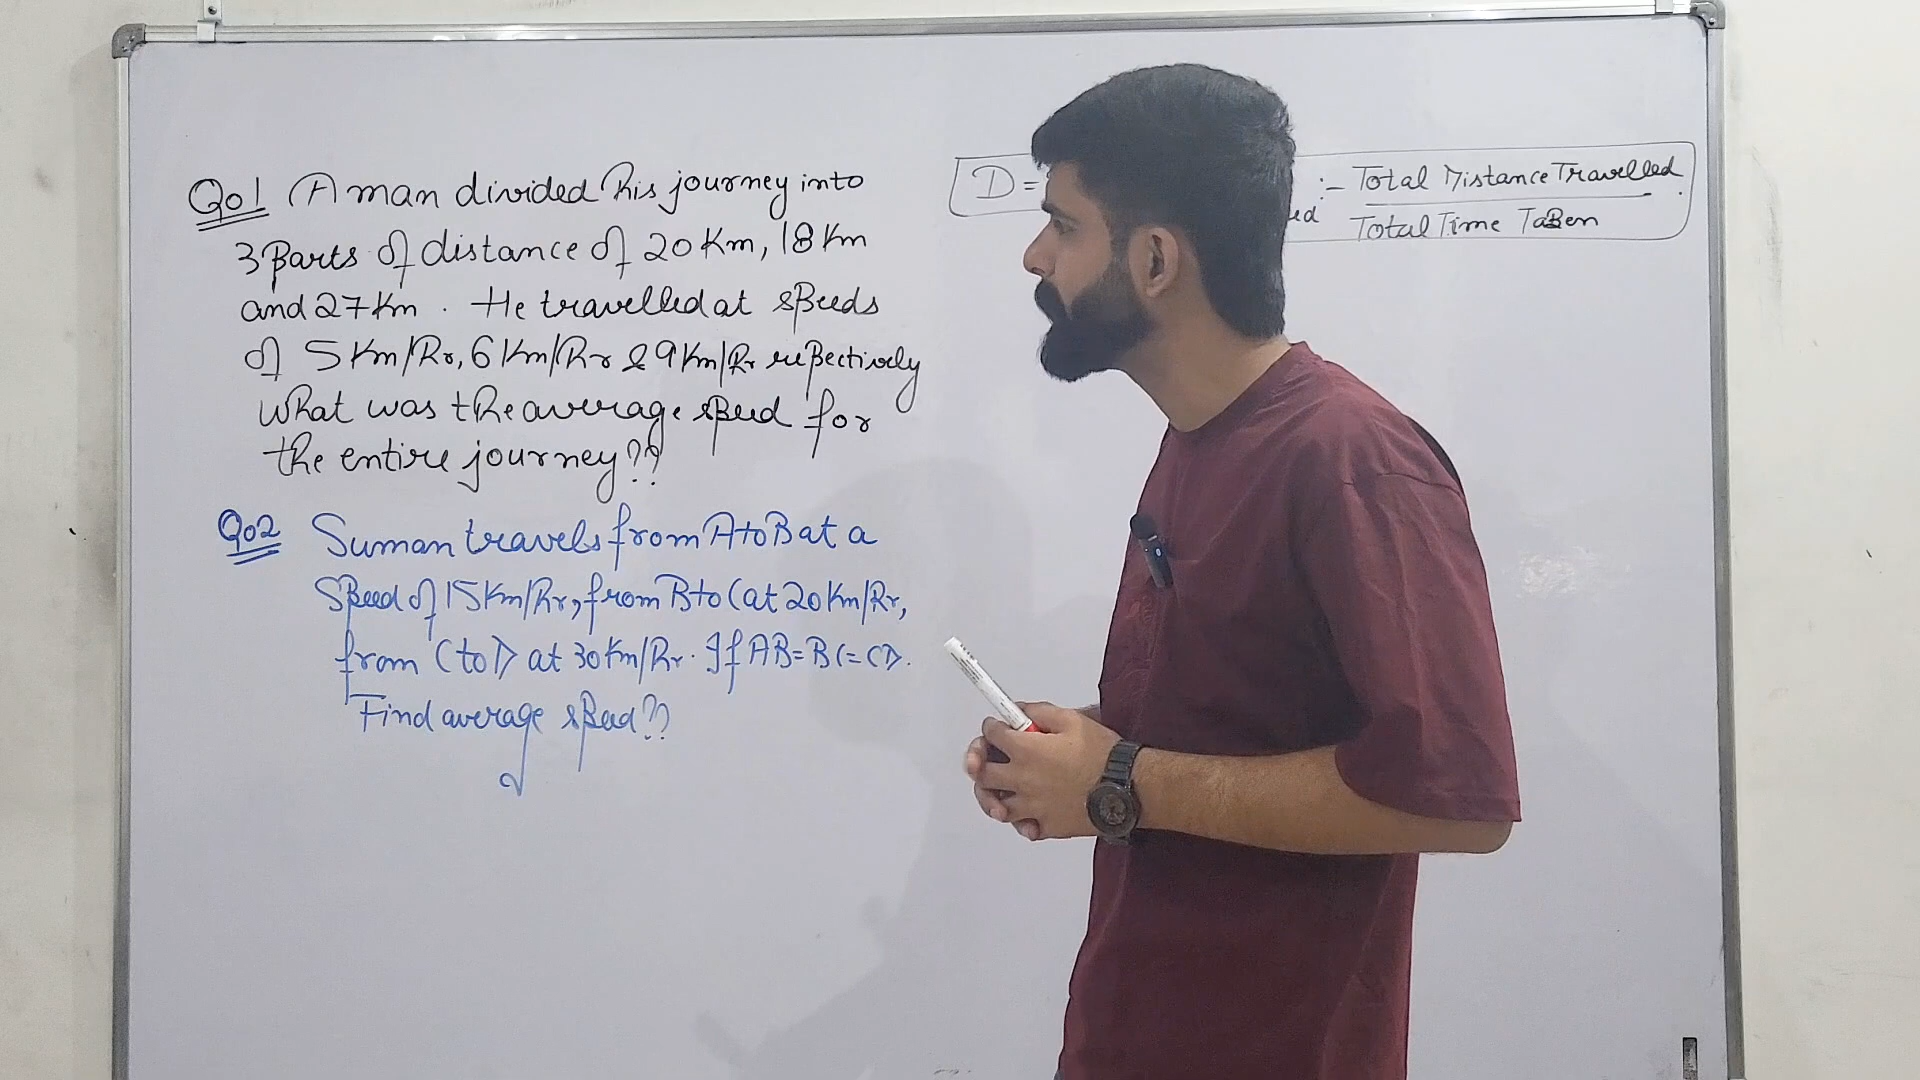 Q01 A man divided his journey into
3 parts of distance of 20 Km, 18 Km
and 27 Km. He travelled at speeds
of 5 Km/hr, 6 Km/hr & 9 Km/hr repectively
What was the average speed for
the entire journey??
Q02 Suman travels from A to B at a
Speed of 15 Km/hr, from B to C at 20 Km/hr,
from C to D at 30 Km/hr. If AB=BC=CD.
Find average speed??
D =
:- Total Distance Travelled
Total Time Taken